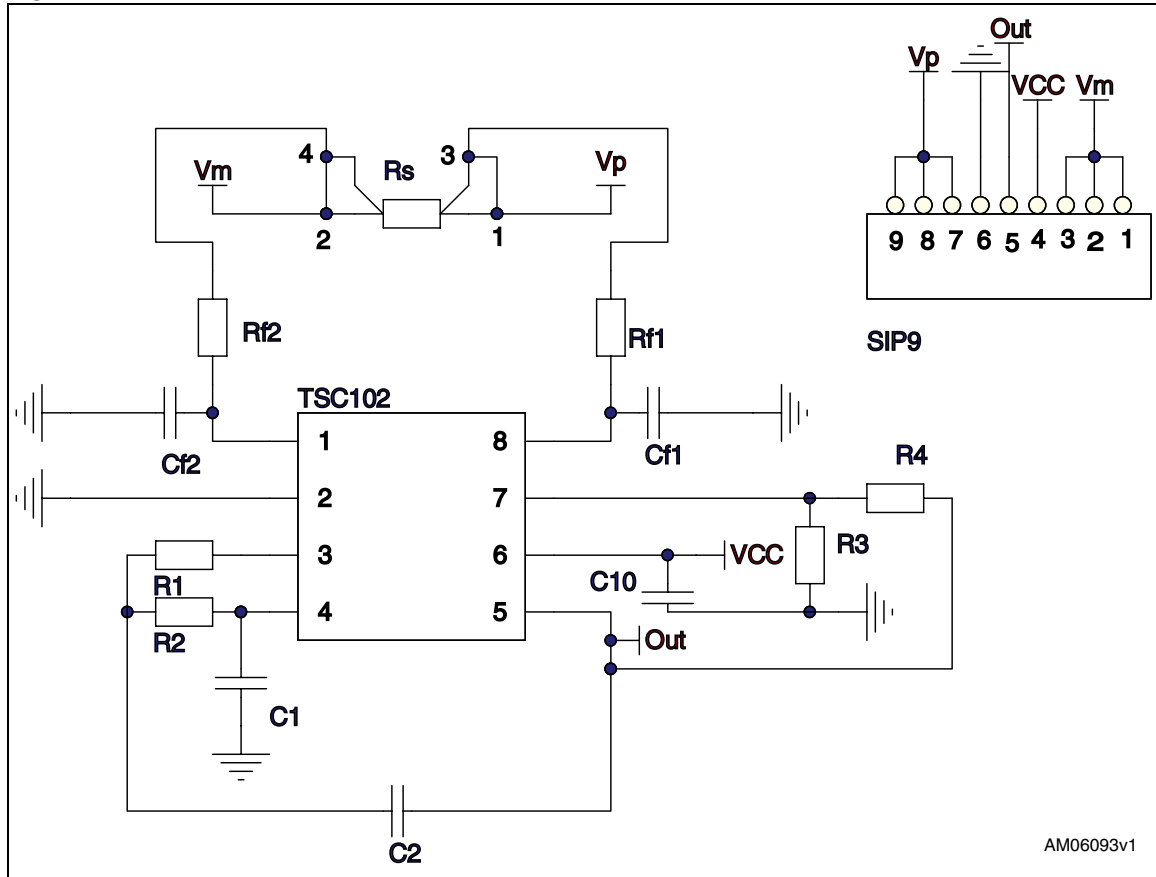 Out
Vp
VCC Vm
4 3
Vm Rs Vp
2 1
9 8 7 6 5 4 3 2 1
Rf2 Rf1
SIP9
TSC102
1 8
Cf2 Cf1
R4
2 7
3 6 VCC R3
R1 C10
4 5
R2
Out
C1
C2
AM06093v1